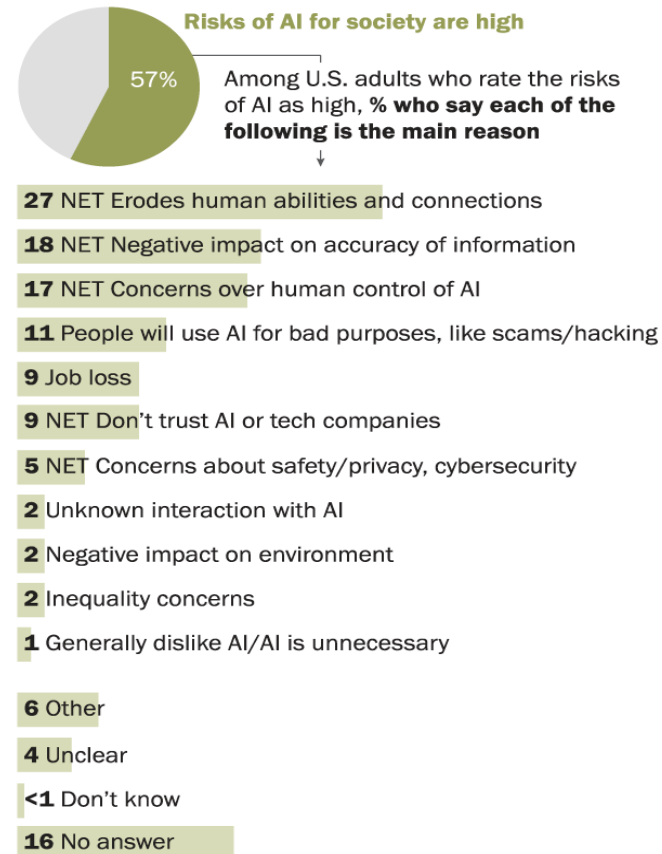 Risks of AI for society are high
57%
Among U.S. adults who rate the risks
of AI as high, % who say each of the
following is the main reason
27 NET Erodes human abilities and connections
18 NET Negative impact on accuracy of information
17 NET Concerns over human control of AI
11 People will use AI for bad purposes, like scams/hacking
9 Job loss
9 NET Don’t trust AI or tech companies
5 NET Concerns about safety/privacy, cybersecurity
2 Unknown interaction with AI
2 Negative impact on environment
2 Inequality concerns
1 Generally dislike AI/AI is unnecessary
6 Other
4 Unclear
<1 Don’t know
16 No answer